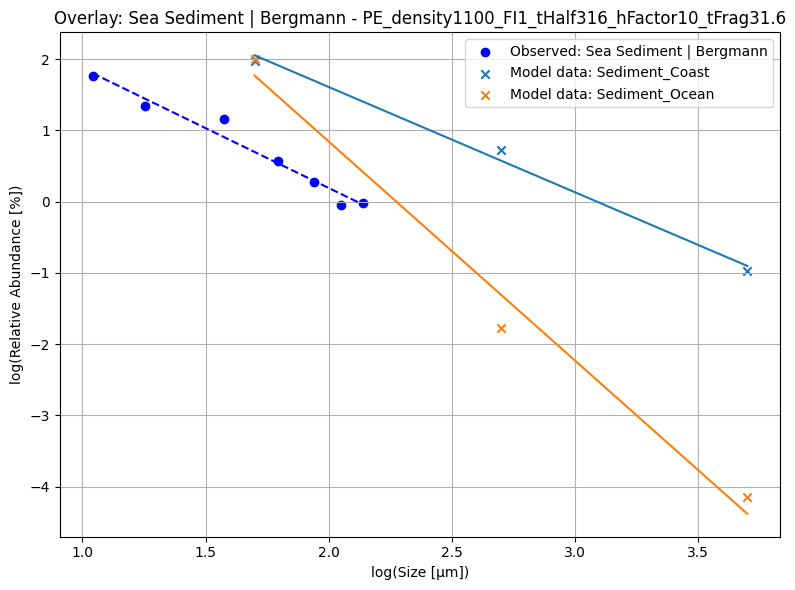 Overlay: Sea Sediment | Bergmann - PE_density1100_FI1_tHalf316_hFactor10_tFrag31.6
Observed: Sea Sediment | Bergmann
Model data: Sediment_Coast
Model data: Sediment_Ocean
log(Relative Abundance [%])
2
1
0
−1
−2
−3
−4
1.0 1.5 2.0 2.5 3.0 3.5
log(Size [µm])